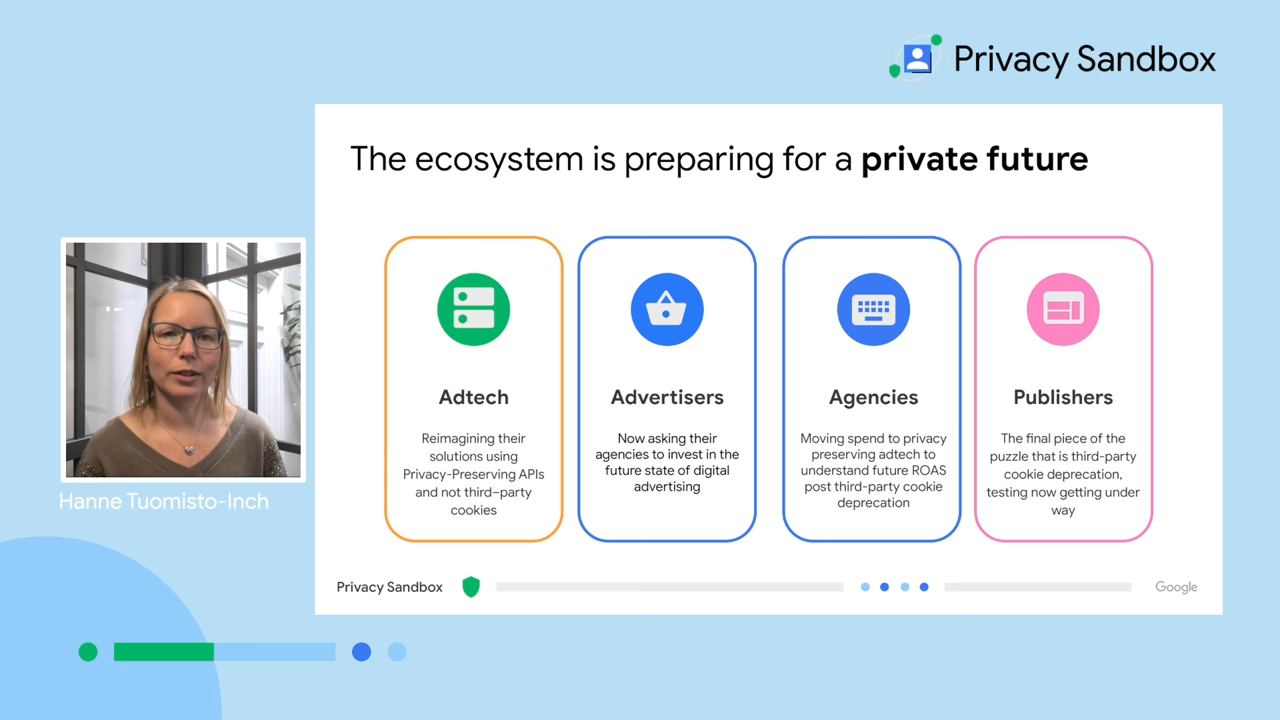 Privacy Sandbox
The ecosystem is preparing for a private future
Adtech
Reimagining their
solutions using
Privacy-Preserving APIs
and not third–party
cookies
Advertisers
Now asking their
agencies to invest in the
future state of digital
advertising
Agencies
Moving spend to privacy
preserving adtech to
understand future ROAS
post third-party cookie
deprecation
Publishers
The final piece of the
puzzle that is third-party
cookie deprecation,
testing now getting under
way
Hanne Tuomisto-Inch
Privacy Sandbox
Google